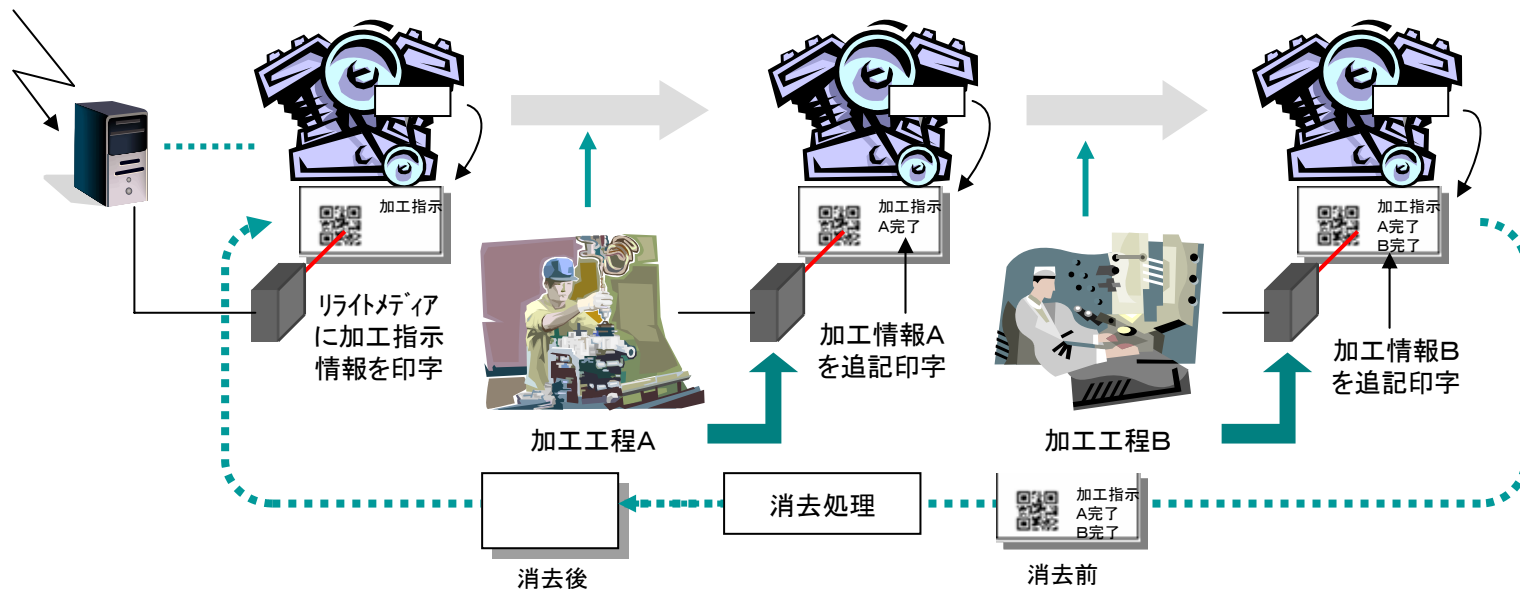 加工指示
加工指示
A完了
加工指示
A完了
B完了
ﾘﾗｲﾄﾒﾃﾞｨｱ
に加工指示
情報を印字
加工情報A
を追記印字
加工情報B
を追記印字
加工工程A
加工工程B
消去処理
加工指示
A完了
B完了
消去後
消去前